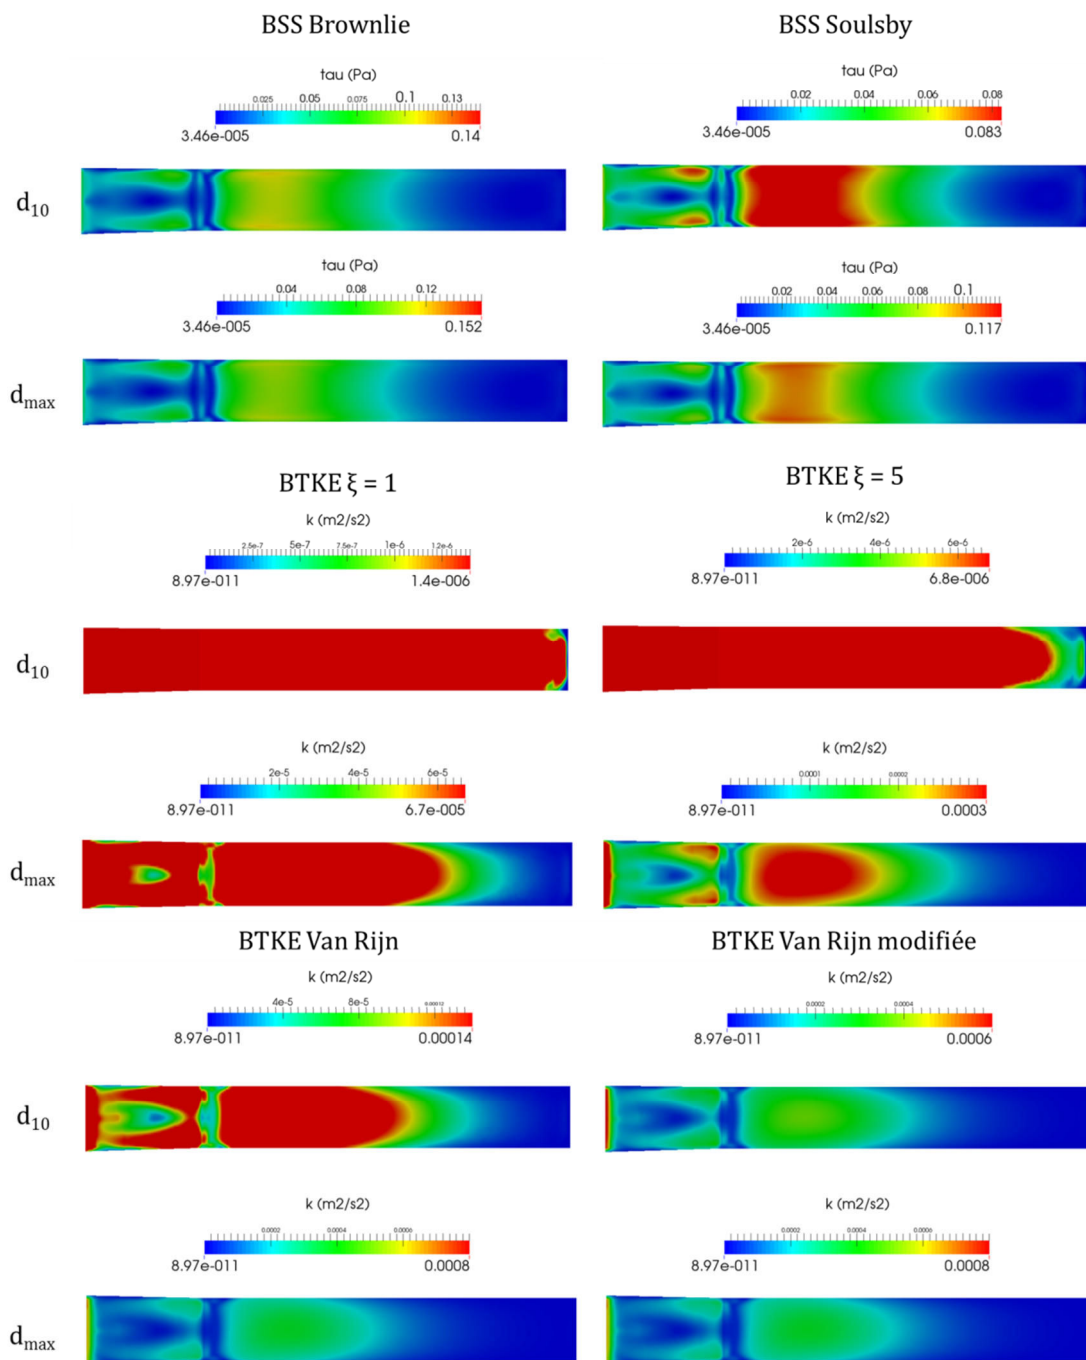 BSS Brownlie
BSS Soulsby
tau (Pa)
tau (Pa)
0.025 0.05 0.075 0.1 0.13
0.02 0.04 0.06 0.08
3.46e-005 0.14
3.46e-005 0.083
d10
tau (Pa)
tau (Pa)
0.04 0.08 0.12
0.02 0.04 0.06 0.08 0.1
3.46e-005 0.152
3.46e-005 0.117
dmax
BTKE ξ = 1
BTKE ξ = 5
k (m2/s2)
k (m2/s2)
2.5e-7 5e-7 7.5e-7 1e-6 1.2e-6
2e-6 4e-6 6e-6
8.97e-011 1.4e-006
8.97e-011 6.8e-006
d10
k (m2/s2)
k (m2/s2)
2e-5 4e-5 6e-5
0.0001 0.0002
8.97e-011 6.7e-005
8.97e-011 0.0003
dmax
BTKE Van Rijn
BTKE Van Rijn modifiée
k (m2/s2)
k (m2/s2)
4e-5 8e-5 0.00012
0.0002 0.0004
8.97e-011 0.00014
8.97e-011 0.0006
d10
k (m2/s2)
k (m2/s2)
0.0002 0.0004 0.0006
0.0002 0.0004 0.0006
8.97e-011 0.0008
8.97e-011 0.0008
dmax